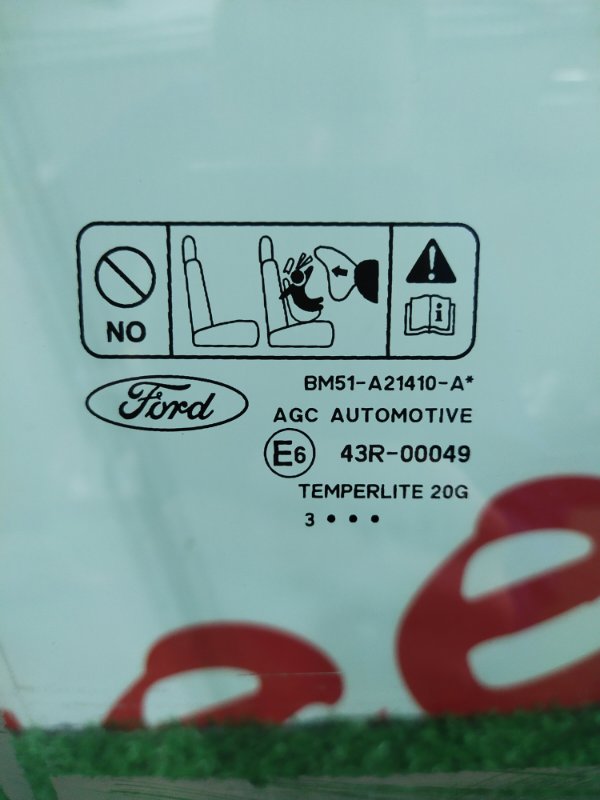 NO
Ford
BM51-A21410-A*
AGC AUTOMOTIVE
E6 43R-00049
TEMPERLITE 20G
3 • • •